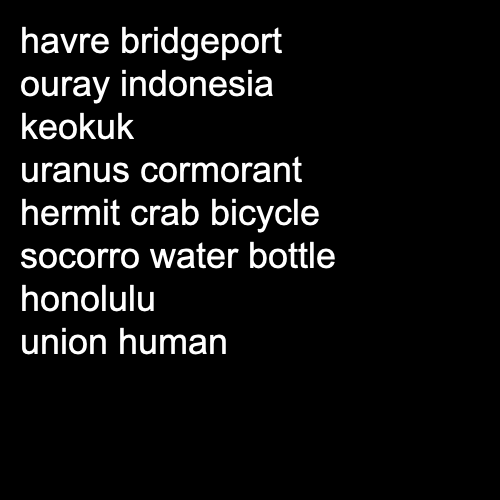 havre bridgeport
ouray indonesia
keokuk
uranus cormorant
hermit crab bicycle
socorro water bottle
honolulu
union human